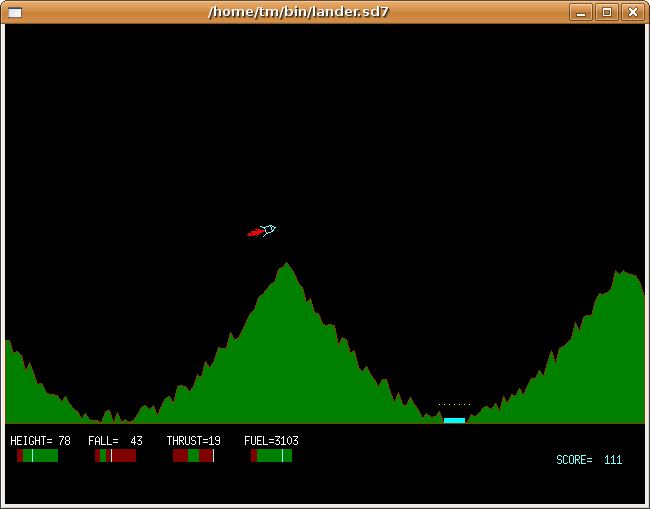 /home/tm/bin/lander.sd7
HEIGHT= 78 FALL= 43 THRUST=19 FUEL=3103
SCORE= 111